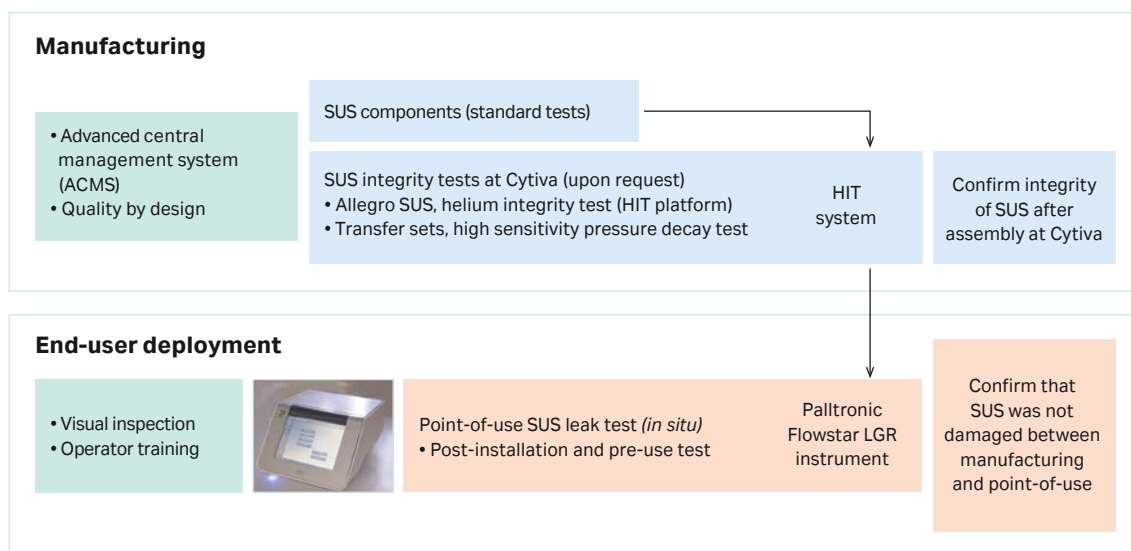 Manufacturing
• Advanced central
management system
(ACMS)
• Quality by design
SUS components (standard tests)
SUS integrity tests at Cytiva (upon request)
• Allegro SUS, helium integrity test (HIT platform)
• Transfer sets, high sensitivity pressure decay test
HIT
system
Confirm integrity
of SUS after
assembly at Cytiva
End-user deployment
• Visual inspection
• Operator training
Point-of-use SUS leak test (in situ)
• Post-installation and pre-use test
Palltronic
Flowstar LGR
instrument
Confirm that
SUS was not
damaged between
manufacturing
and point-of-use